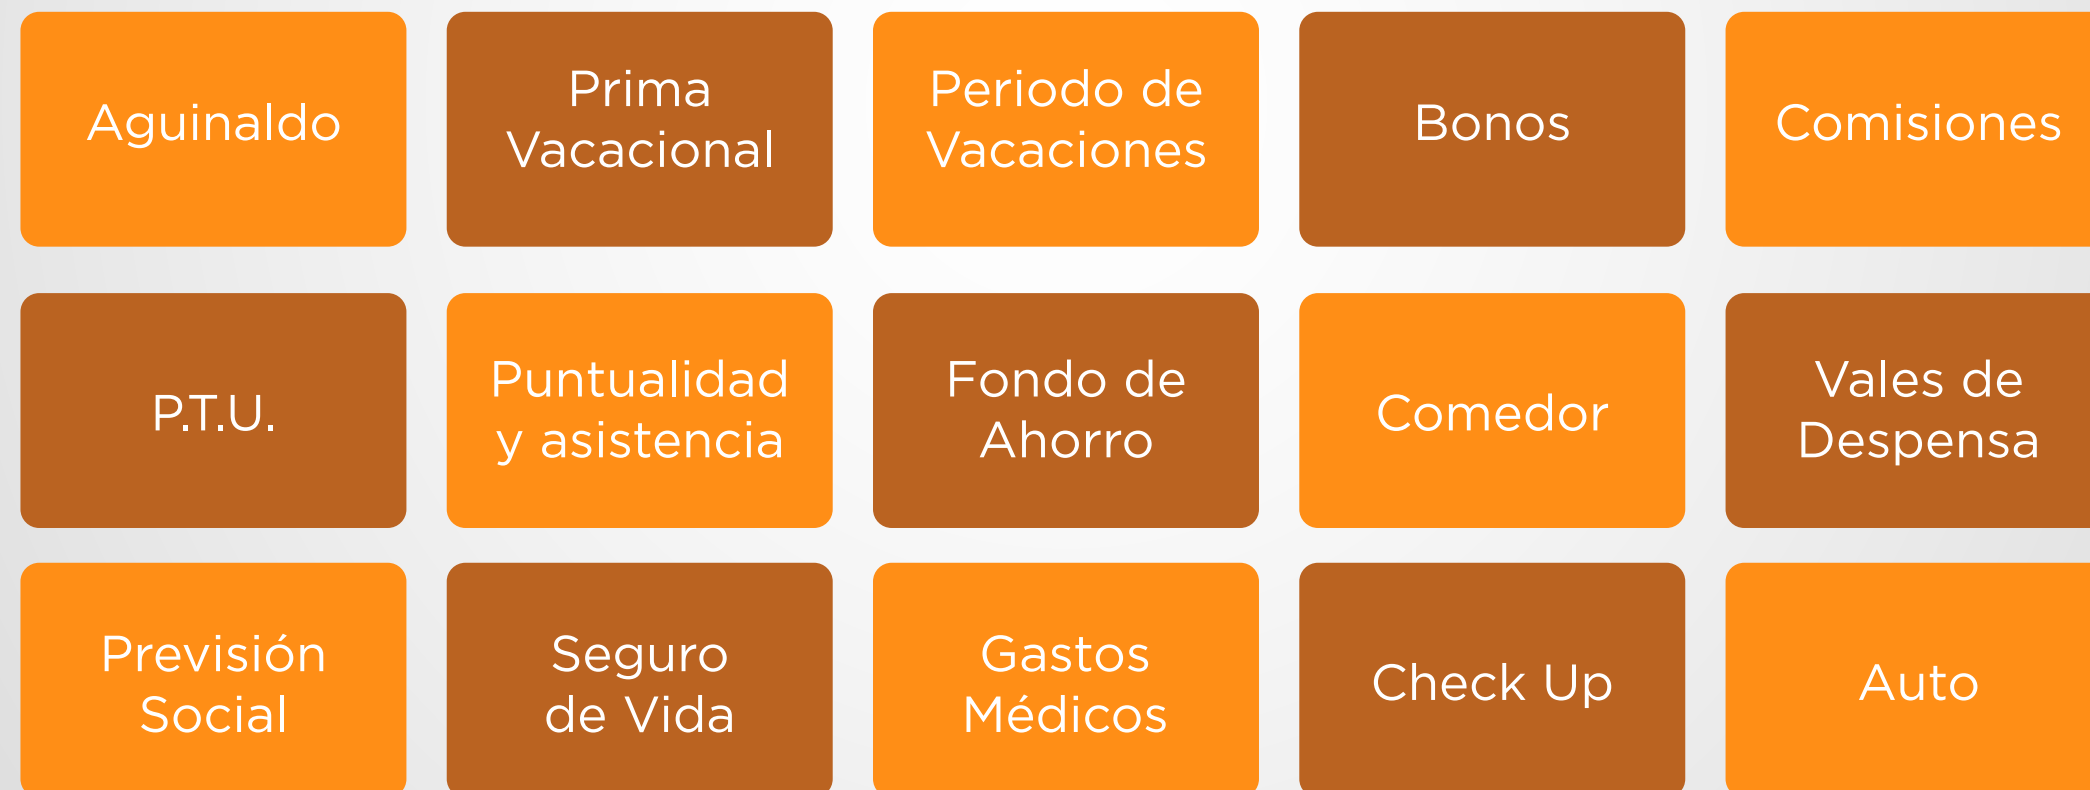 Aguinaldo
Prima
Vacacional
Periodo de
Vacaciones
Bonos
Comisiones
P.T.U.
Puntualidad
y asistencia
Fondo de
Ahorro
Comedor
Vales de
Despensa
Previsión
Social
Seguro
de Vida
Gastos
Médicos
Check Up
Auto